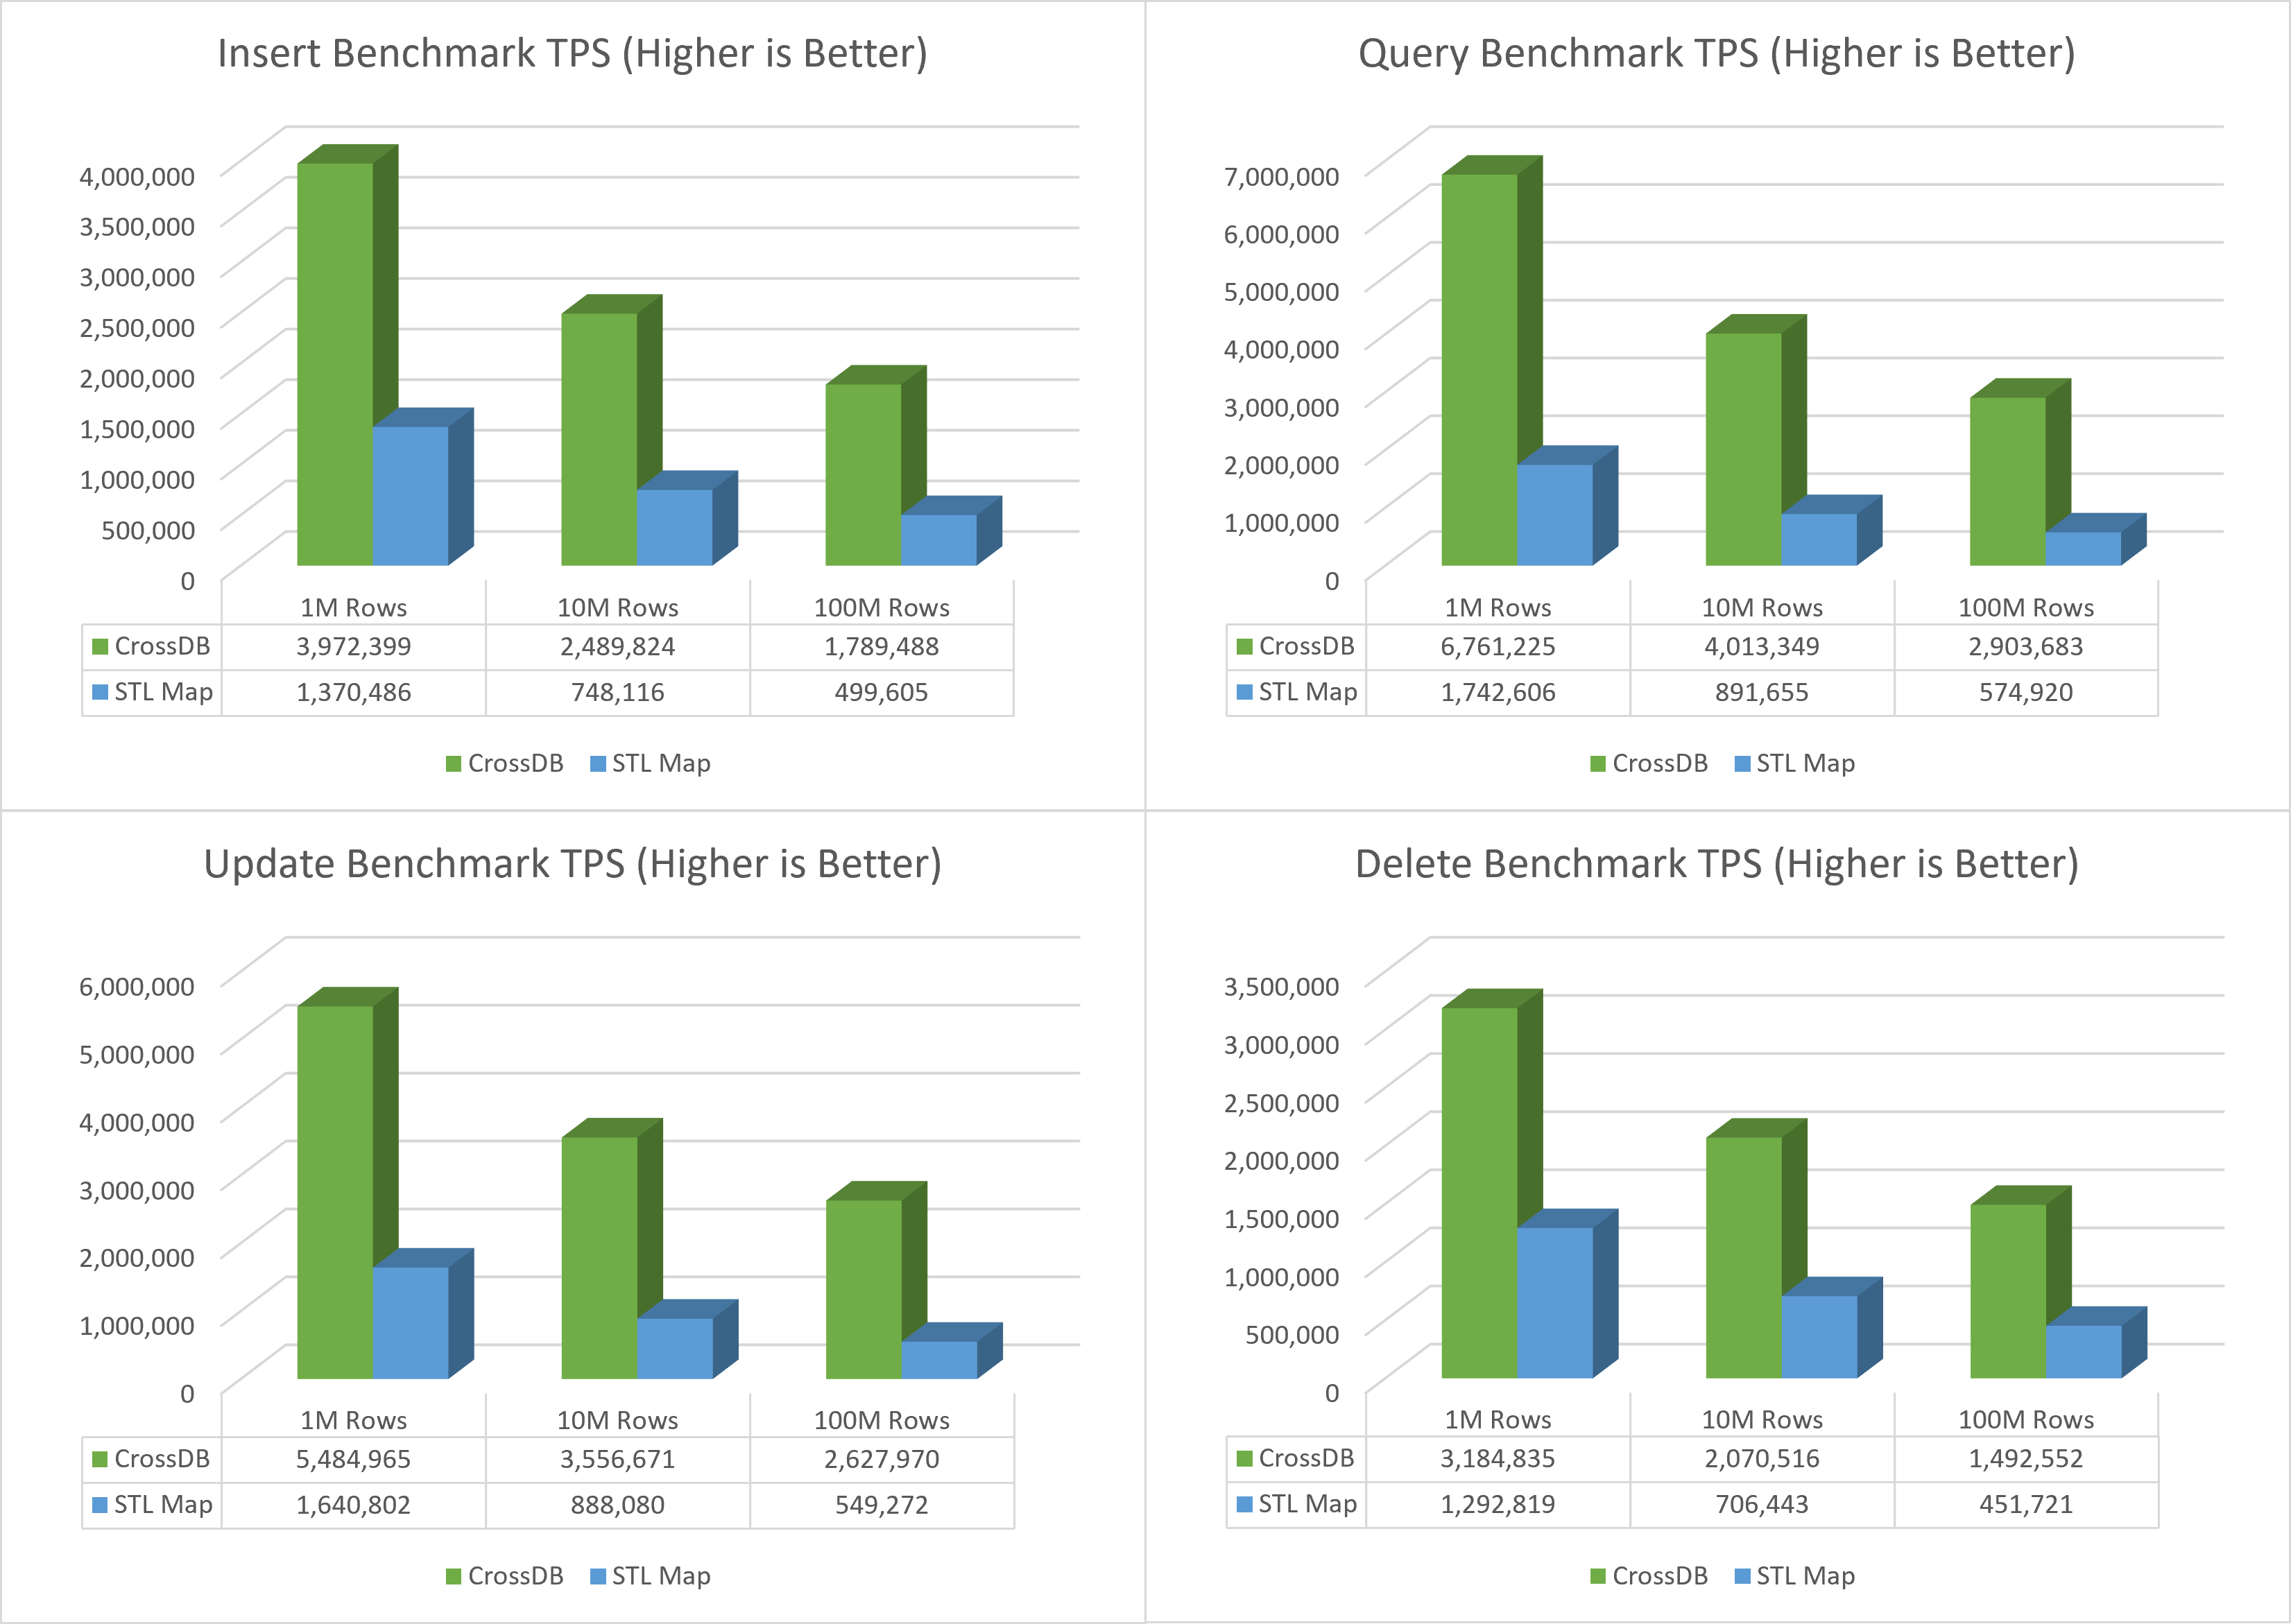 Insert Benchmark TPS (Higher is Better)
4,000,000
3,500,000
3,000,000
2,500,000
2,000,000
1,500,000
1,000,000
500,000
0
1M Rows 10M Rows 100M Rows
CrossDB 3,972,399 2,489,824 1,789,488
STL Map 1,370,486 748,116 499,605
CrossDB STL Map
Query Benchmark TPS (Higher is Better)
7,000,000
6,000,000
5,000,000
4,000,000
3,000,000
2,000,000
1,000,000
0
1M Rows 10M Rows 100M Rows
CrossDB 6,761,225 4,013,349 2,903,683
STL Map 1,742,606 891,655 574,920
CrossDB STL Map
Update Benchmark TPS (Higher is Better)
6,000,000
5,000,000
4,000,000
3,000,000
2,000,000
1,000,000
0
1M Rows 10M Rows 100M Rows
CrossDB 5,484,965 3,556,671 2,627,970
STL Map 1,640,802 888,080 549,272
CrossDB STL Map
Delete Benchmark TPS (Higher is Better)
3,500,000
3,000,000
2,500,000
2,000,000
1,500,000
1,000,000
500,000
0
1M Rows 10M Rows 100M Rows
CrossDB 3,184,835 2,070,516 1,492,552
STL Map 1,292,819 706,443 451,721
CrossDB STL Map